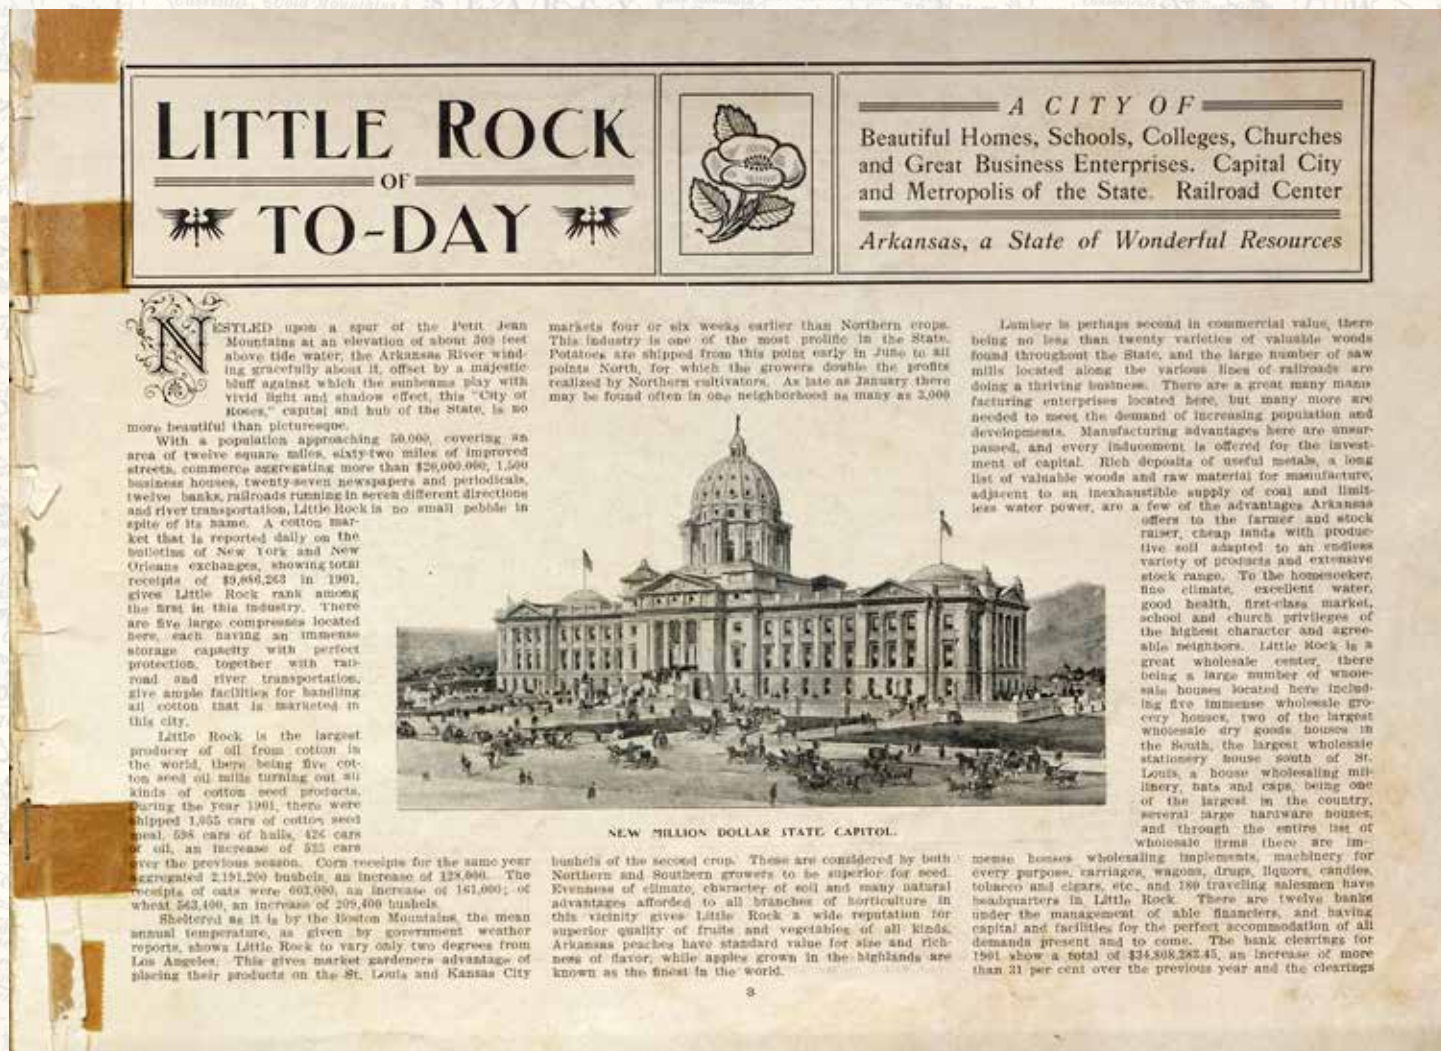 LITTLE ROCK
OF
TO-DAY
A CITY OF
Beautiful Homes, Schools, Colleges, Churches
and Great Business Enterprises. Capital City
and Metropolis of the State. Railroad Center
Arkansas, a State of Wonderful Resources
NESTLED upon a spur of the Petit Jean
Mountains at an elevation of about 303 feet
above tide water, the Arkansas River wind-
ing gracefully about it, offset by a majestic
bluff against which the sunbeams play with
vivid light and shadow effect, this "City of
Roses," capital and hub of the State, is no
more beautiful than picturesque.
With a population approaching 50,000, covering an
area of twelve square miles, sixty-two miles of improved
streets, commerce aggregating more than $20,000,000, 1,500
business houses, twenty-seven newspapers and periodicals,
twelve banks, railroads running in seven different directions
and river transportation, Little Rock is no small pebble in
spite of its name. A cotton mar-
ket that is reported daily on the
bulletins of New York and New
Orleans exchanges, showing total
receipts of $9,086,263 in 1901,
gives Little Rock rank among
the first in this industry. There
are five large compresses located
here, each having an immense
storage capacity with perfect
protection, together with rail-
road and river transportation,
give ample facilities for handling
all cotton that is marketed in
this city.
Little Rock is the largest
producer of oil from cotton in
the world, there being five cot-
ton seed oil mills turning out all
kinds of cotton seed products.
During the year 1901, there were
shipped 1,055 cars of cotton seed
meal, 598 cars of hulls, 426 cars
of oil, an increase of 535 cars
over the previous season. Corn receipts for the same year
aggregated 2,191,200 bushels, an increase of 128,000. The
receipts of oats were 603,000, an increase of 161,000; of
wheat 563,400, an increase of 209,400 bushels.
Sheltered as it is by the Boston Mountains, the mean
annual temperature, as given by government weather
reports, shows Little Rock to vary only two degrees from
Los Angeles. This gives market gardeners advantage of
placing their products on the St. Louis and Kansas City
markets four or six weeks earlier than Northern crops.
This industry is one of the most prolific in the State.
Potatoes are shipped from this point early in June to all
points North, for which the growers double the profits
realized by Northern cultivators. As late as January there
may be found often in one neighborhood as many as 3,000
NEW MILLION DOLLAR STATE CAPITOL.
bushels of the second crop. These are considered by both
Northern and Southern growers to be superior for seed.
Evenness of climate, character of soil and many natural
advantages afforded to all branches of horticulture in
this vicinity gives Little Rock a wide reputation for
superior quality of fruits and vegetables of all kinds.
Arkansas peaches have standard value for size and rich-
ness of flavor, while apples grown in the highlands are
known as the finest in the world.
Lumber is perhaps second in commercial value, there
being no less than twenty varieties of valuable woods
found throughout the State, and the large number of saw
mills located along the various lines of railroads are
doing a thriving business. There are a great many manu
facturing enterprises located here, but many more are
needed to meet the demand of increasing population and
developments. Manufacturing advantages here are unsur-
passed, and every inducement is offered for the invest-
ment of capital. Rich deposits of useful metals, a long
list of valuable woods and raw material for manufacture,
adjacent to an inexhaustible supply of coal and limit-
less water power, are a few of the advantages Arkansas
offers to the farmer and stock
raiser, cheap lands with produc-
tive soil adapted to an endless
variety of products and extensive
stock range. To the homeseeker,
fine climate, excellent water,
good health, first-class market,
school and church privileges of
the highest character and agree-
able neighbors. Little Rock is a
great wholesale center, there
being a large number of whole-
sale houses located here includ-
ing five immense wholesale gro-
cery houses, two of the largest
wholesale dry goods houses in
the South, the largest wholesale
stationery house south of St.
Louis, a house wholesaling mil-
linery, hats and caps, being one
of the largest in the country,
several large hardware houses,
and through the entire list of
wholesale firms there are im-
mense houses wholesaling implements, machinery for
every purpose, carriages, wagons, drugs, liquors, candies,
tobacco and cigars, etc., and 180 traveling salesmen have
headquarters in Little Rock. There are twelve banks
under the management of able financiers, and having
capital and facilities for the perfect accommodation of all
demands present and to come. The bank clearings for
1901 show a total of $34,808,283.45, an increase of more
than 31 per cent over the previous year and the clearings
3